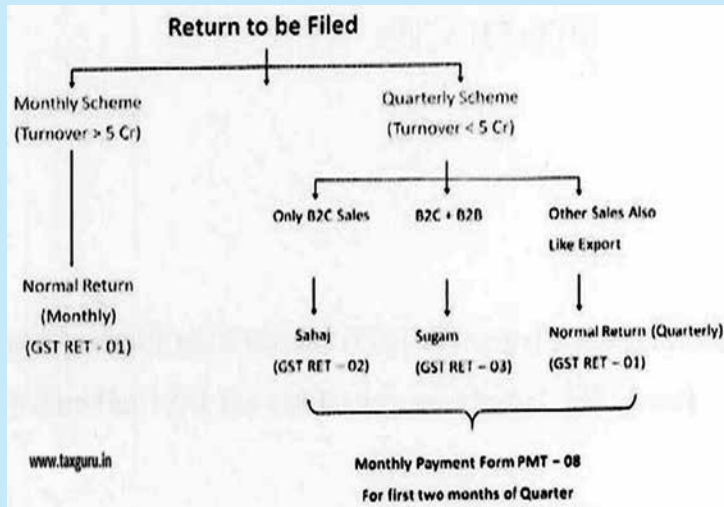 Return to be Filed
Monthly Scheme
(Turnover > 5 Cr)
Quarterly Scheme
(Turnover < 5 Cr)
Only B2C Sales
B2C + B2B
Other Sales Also
Like Export
Normal Return
(Monthly)
(GST RET - 01)
Sahaj
(GST RET - 02)
Sugam
(GST RET - 03)
Normal Return (Quarterly)
(GST RET - 01)
www.taxguru.in
Monthly Payment Form PMT - 08
For first two months of Quarter